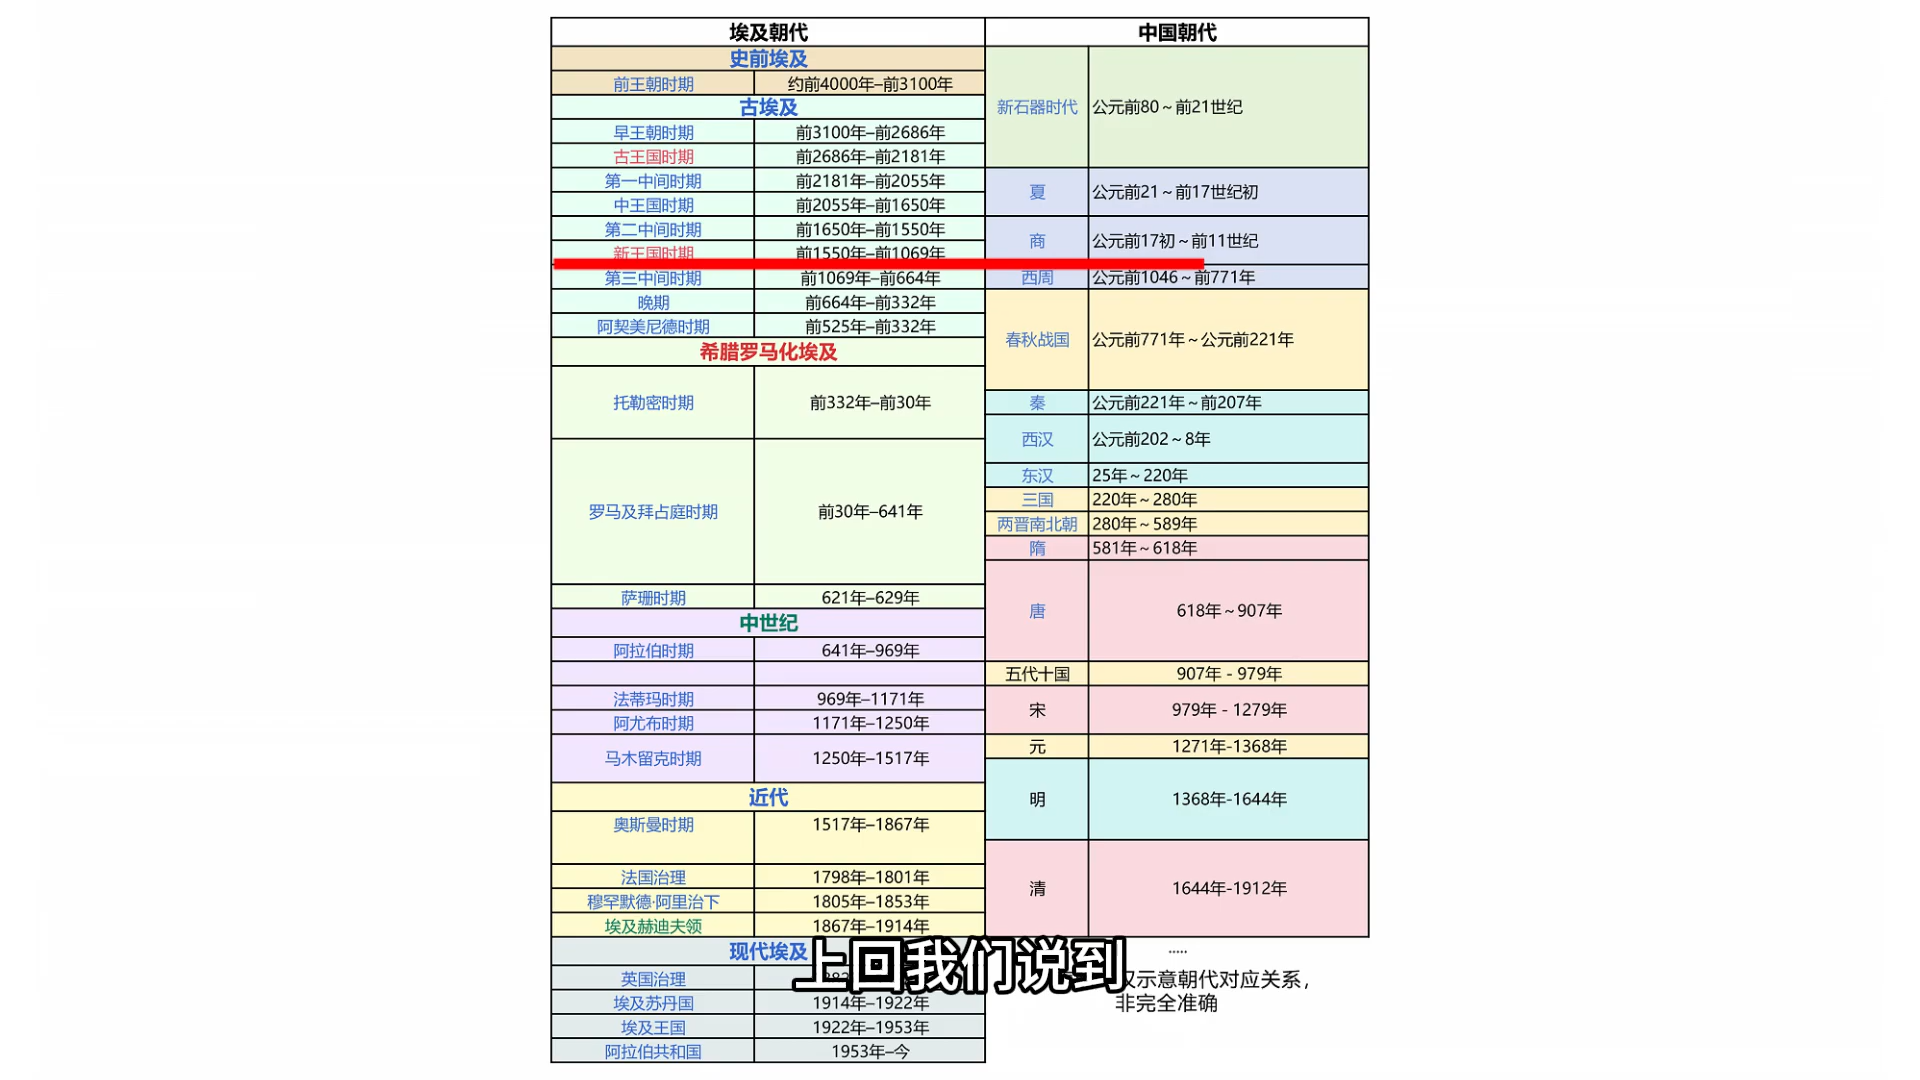 埃及朝代
史前埃及
前王朝时期 约前4000年–前3100年
古埃及
早王朝时期 前3100年–前2686年
古王国时期 前2686年–前2181年
第一中间时期 前2181年–前2055年
中王国时期 前2055年–前1650年
第二中间时期 前1650年–前1550年
新王国时期 前1550年–前1069年
第三中间时期 前1069年–前664年
晚期 前664年–前332年
阿契美尼德时期 前525年–前332年
希腊罗马化埃及
托勒密时期 前332年–前30年
罗马及拜占庭时期 前30年–641年
萨珊时期 621年–629年
中世纪
阿拉伯时期 641年–969年
法蒂玛时期 969年–1171年
阿尤布时期 1171年–1250年
马木留克时期 1250年–1517年
近代
奥斯曼时期 1517年–1867年
法国治理 1798年–1801年
穆罕默德·阿里治下 1805年–1853年
埃及赫迪夫领 1867年–1914年
现代埃及
英国治理
埃及苏丹国 1914年–1922年
埃及王国 1922年–1953年
阿拉伯共和国 1953年–今
中国朝代
新石器时代 公元前80～前21世纪
夏 公元前21～前17世纪初
商 公元前17初～前11世纪
西周 公元前1046～前771年
春秋战国 公元前771年～公元前221年
秦 公元前221年～前207年
西汉 公元前202～8年
东汉 25年～220年
三国 220年～280年
两晋南北朝 280年～589年
隋 581年～618年
唐 618年～907年
五代十国 907年 - 979年
宋 979年 - 1279年
元 1271年-1368年
明 1368年-1644年
清 1644年-1912年
.....
示意朝代对应关系，
非完全准确
上回我们说到